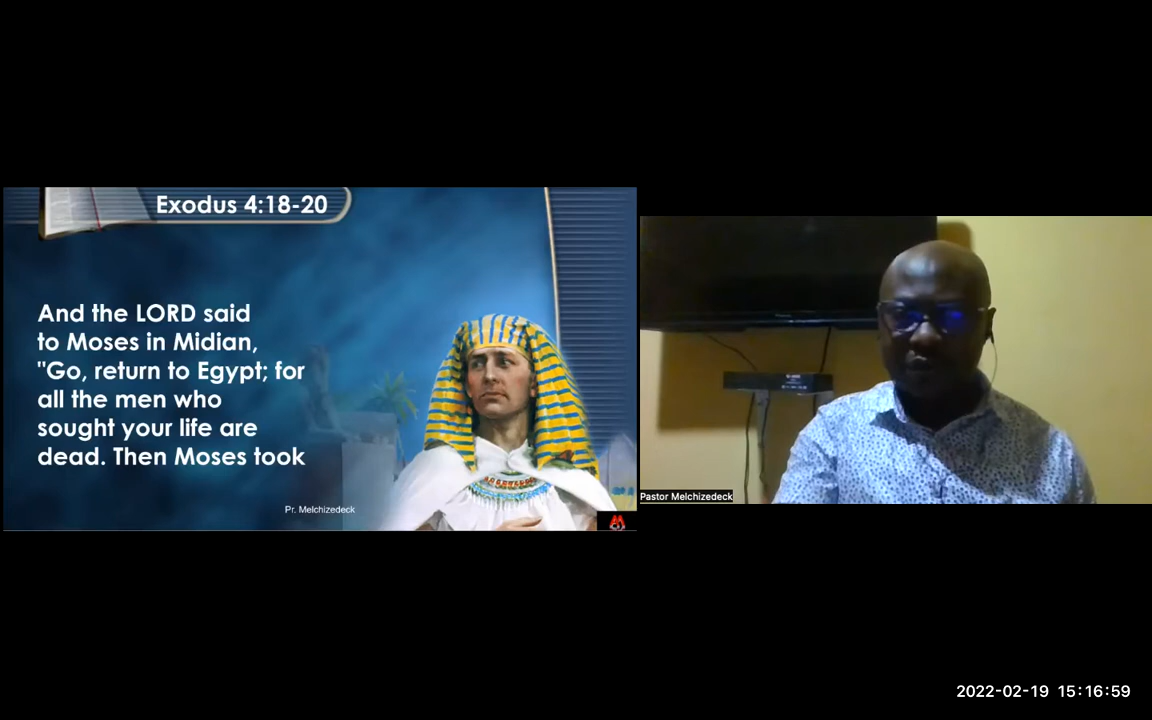 Exodus 4:18-20
And the LORD said
to Moses in Midian,
"Go, return to Egypt; for
all the men who
sought your life are
dead. Then Moses took
Pr. Melchizedeck
Pastor Melchizedeck
2022-02-19 15:16:59